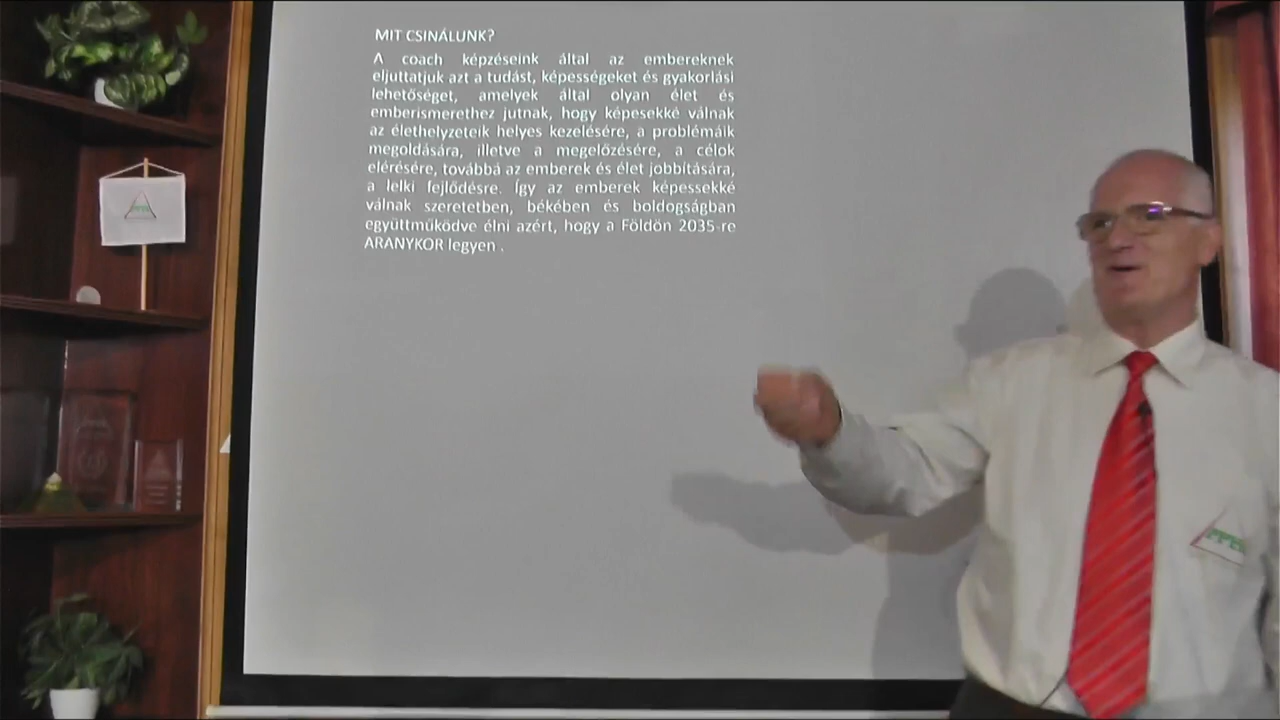 MIT CSINÁLUNK?
A coach képzéseink által az embereknek
eljuttatjuk azt a tudást, képességeket és gyakorlási
lehetőséget, amelyek által olyan élet és
emberismerethez jutnak, hogy képesekké válnak
az élethelyzeteik helyes kezelésére, a problémáik
megoldására, illetve a megelőzésére, a célok
elérésére, továbbá az emberek és élet jobbítására,
a lelki fejlődésre. Így az emberek képessekké
válnak szeretetben, békében és boldogságban
együttműködve élni azért, hogy a Földön 2035-re
ARANYKOR legyen .